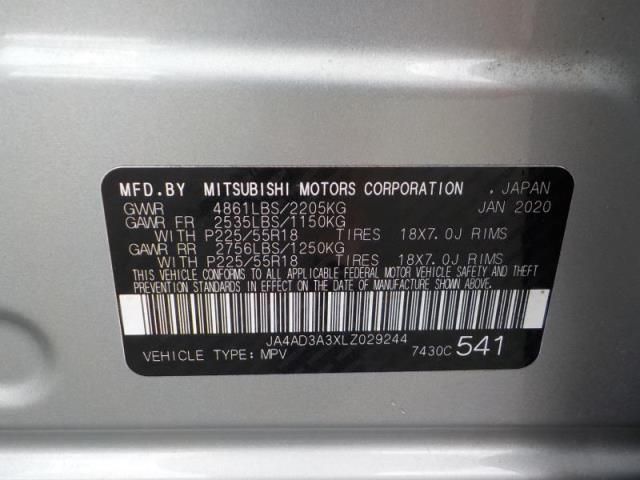 MFD.BY MITSUBISHI MOTORS CORPORATION , JAPAN
GVWR 4861LBS/2205KG JAN 2020
GAWR FR 2535LBS/1150KG
WITH P225/55R18 TIRES 18X7.0J RIMS
GAWR RR 2756LBS/1250KG
WITH P225/55R18 TIRES 18X7.0J RIMS
THIS VEHICLE CONFORMS TO ALL APPLICABLE FEDERAL MOTOR VEHICLE SAFETY AND THEFT
PREVENTION STANDARDS IN EFFECT ON THE DATE OF MANUFACTURE SHOWN ABOVE.
JA4AD3A3XLZ029244
VEHICLE TYPE: MPV 7430C 541